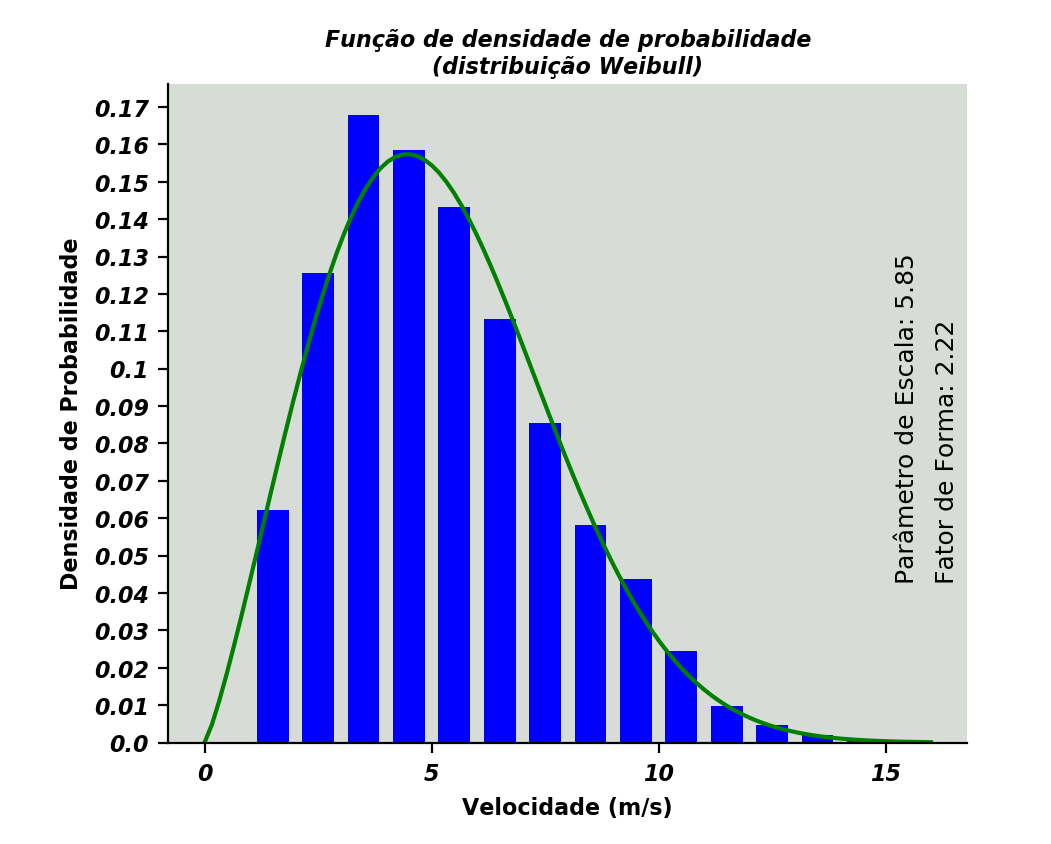 Função de densidade de probabilidade
(distribuição Weibull)
Densidade de Probabilidade
0.17
0.16
0.15
0.14
0.13
0.12
0.11
0.1
0.09
0.08
0.07
0.06
0.05
0.04
0.03
0.02
0.01
0.0
Parâmetro de Escala: 5.85
Fator de Forma: 2.22
0 5 10 15
Velocidade (m/s)